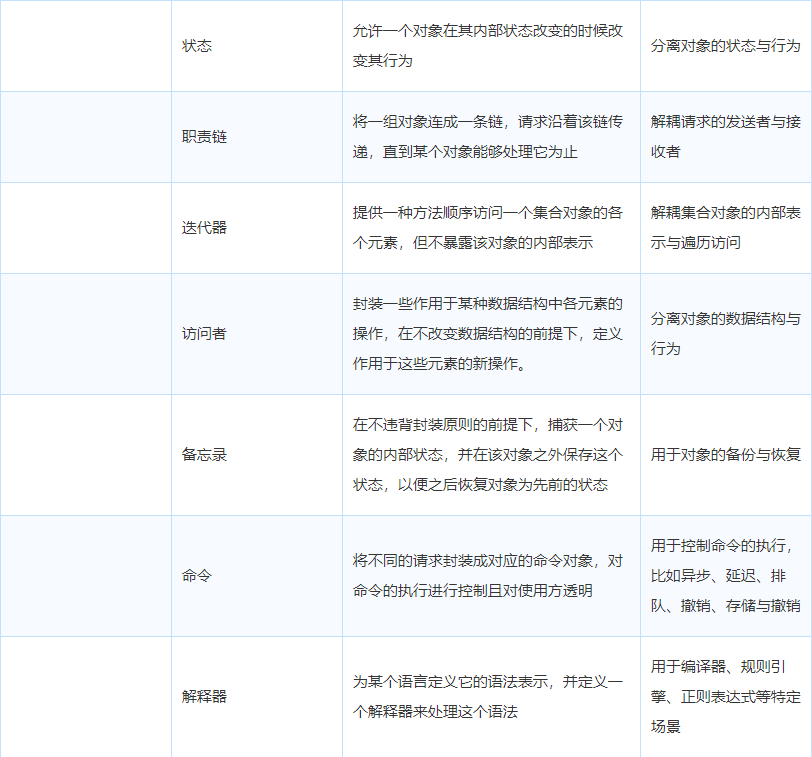 状态
允许一个对象在其内部状态改变的时候改
变其行为
分离对象的状态与行为
职责链
将一组对象连成一条链，请求沿着该链传
递，直到某个对象能够处理它为止
解耦请求的发送者与接
收者
迭代器
提供一种方法顺序访问一个集合对象的各
个元素，但不暴露该对象的内部表示
解耦集合对象的内部表
示与遍历访问
访问者
封装一些作用于某种数据结构中各元素的
操作，在不改变数据结构的前提下，定义
作用于这些元素的新操作。
分离对象的数据结构与
行为
备忘录
在不违背封装原则的前提下，捕获一个对
象的内部状态，并在该对象之外保存这个
状态，以便之后恢复对象为先前的状态
用于对象的备份与恢复
命令
将不同的请求封装成对应的命令对象，对
命令的执行进行控制且对使用方透明
用于控制命令的执行，
比如异步、延迟、排
队、撤销、存储与撤销
解释器
为某个语言定义它的语法表示，并定义一
个解释器来处理这个语法
用于编译器、规则引
擎、正则表达式等特定
场景